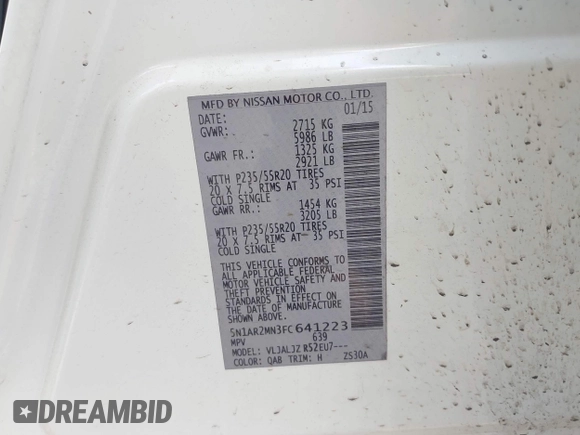 MFD BY NISSAN MOTOR CO., LTD.
DATE: 01/15
GVWR: 2715 KG
5986 LB
GAWR FR.: 1325 KG
2921 LB
WITH P235/55R20 TIRES
20 X 7.5 RIMS AT 35 PSI
COLD SINGLE
GAWR RR.: 1454 KG
3205 LB
WITH P235/55R20 TIRES
20 X 7.5 RIMS AT 35 PSI
COLD SINGLE
THIS VEHICLE CONFORMS TO
ALL APPLICABLE FEDERAL
MOTOR VEHICLE SAFETY AND
THEFT PREVENTION
STANDARDS IN EFFECT ON
THE DATE OF MANUFACTURE
SHOWN ABOVE.
5N1AR2MN3FC641223
MPV 639
MODEL: VLJALJZ R52EU7---
COLOR: QAB TRIM: H ZS30A
EPICVIN.COM